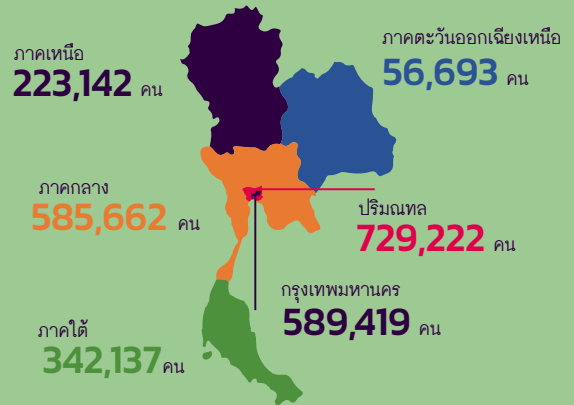 ภาคเหนือ
223,142 คน
ภาคตะวันออกเฉียงเหนือ
56,693 คน
ภาคกลาง
585,662 คน
ปริมณฑล
729,222 คน
กรุงเทพมหานคร
589,419 คน
ภาคใต้
342,137 คน